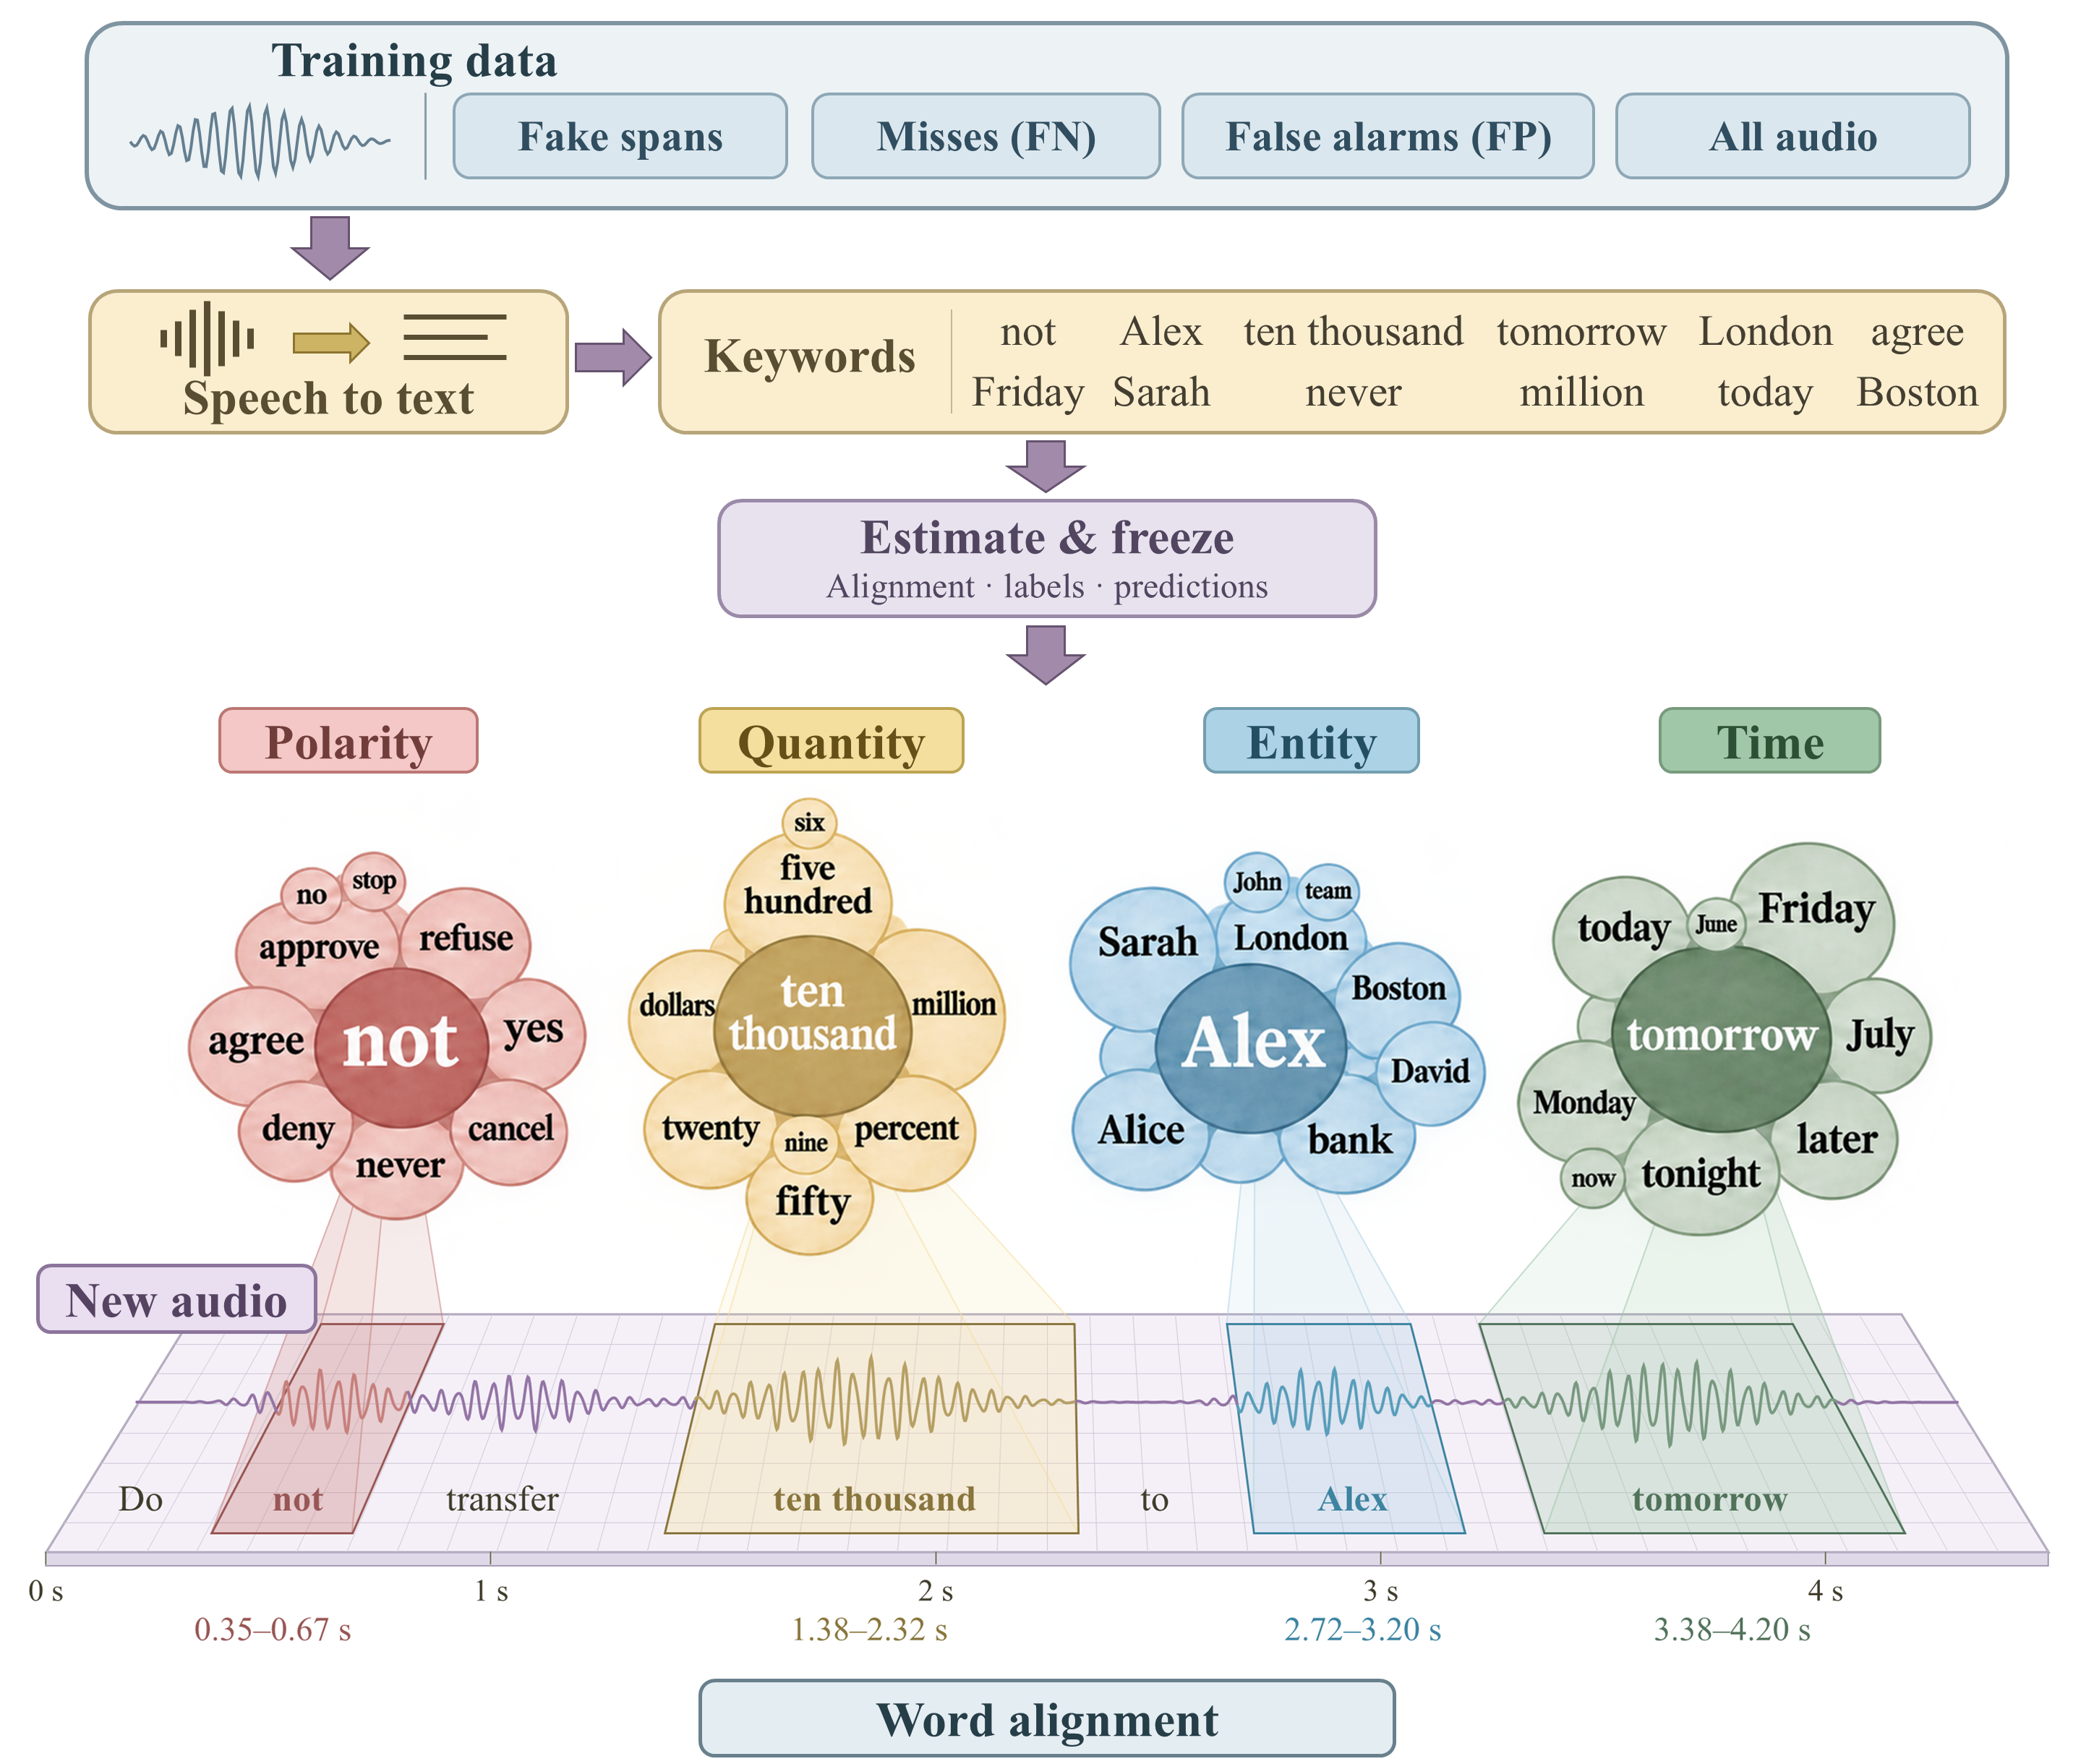 Training data
Fake spans
Misses (FN)
False alarms (FP)
All audio
Speech to text
Keywords
not Alex ten thousand tomorrow London agree
Friday Sarah never million today Boston
Estimate & freeze
Alignment · labels · predictions
Polarity
Quantity
Entity
Time
no
stop
approve
refuse
agree
not
yes
deny
cancel
never
six
five
hundred
dollars
ten
thousand
million
twenty
nine
percent
fifty
John
team
Sarah
London
Boston
Alex
David
Alice
bank
today
June
Friday
tomorrow
July
Monday
later
now
tonight
New audio
Do not transfer ten thousand to Alex tomorrow
0 s 1 s 2 s 3 s 4 s
0.35–0.67 s 1.38–2.32 s 2.72–3.20 s 3.38–4.20 s
Word alignment